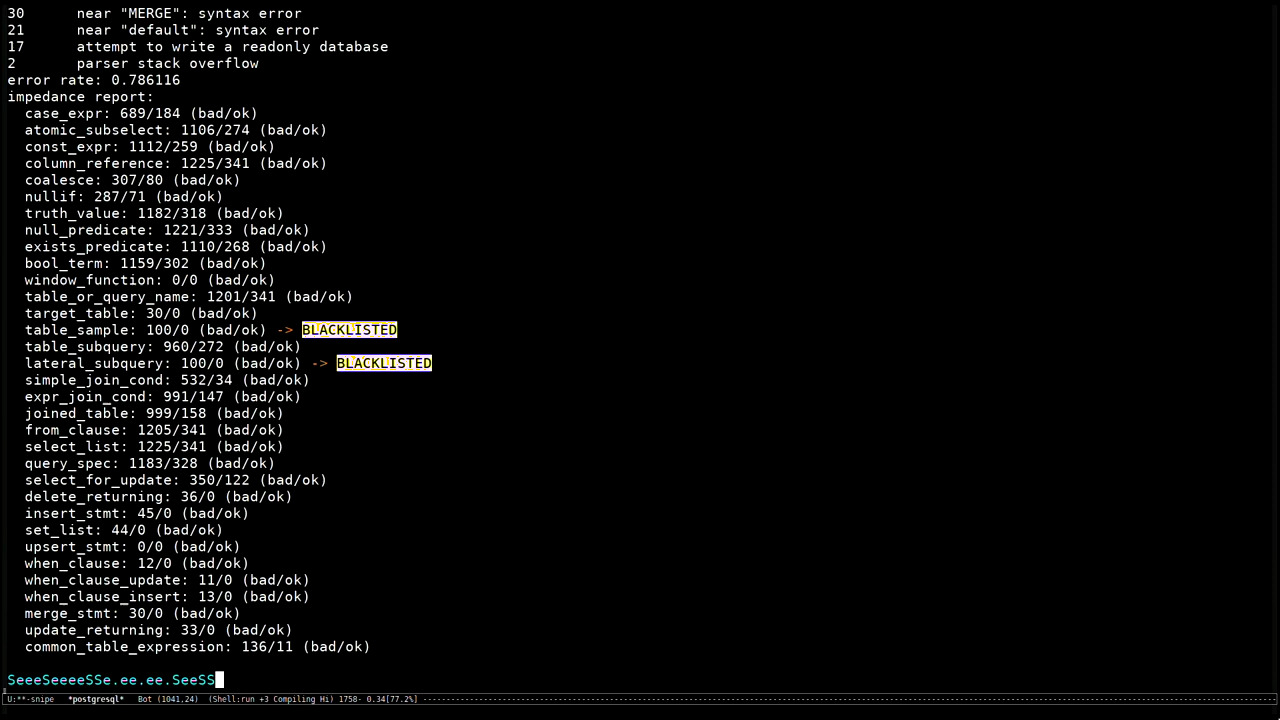 30      near "MERGE": syntax error
21      near "default": syntax error
17      attempt to write a readonly database
2       parser stack overflow
error rate: 0.786116
impedance report:
  case_expr: 689/184 (bad/ok)
  atomic_subselect: 1106/274 (bad/ok)
  const_expr: 1112/259 (bad/ok)
  column_reference: 1225/341 (bad/ok)
  coalesce: 307/80 (bad/ok)
  nullif: 287/71 (bad/ok)
  truth_value: 1182/318 (bad/ok)
  null_predicate: 1221/333 (bad/ok)
  exists_predicate: 1110/268 (bad/ok)
  bool_term: 1159/302 (bad/ok)
  window_function: 0/0 (bad/ok)
  table_or_query_name: 1201/341 (bad/ok)
  target_table: 30/0 (bad/ok)
  table_sample: 100/0 (bad/ok) -> BLACKLISTED
  table_subquery: 960/272 (bad/ok)
  lateral_subquery: 100/0 (bad/ok) -> BLACKLISTED
  simple_join_cond: 532/34 (bad/ok)
  expr_join_cond: 991/147 (bad/ok)
  joined_table: 999/158 (bad/ok)
  from_clause: 1205/341 (bad/ok)
  select_list: 1225/341 (bad/ok)
  query_spec: 1183/328 (bad/ok)
  select_for_update: 350/122 (bad/ok)
  delete_returning: 36/0 (bad/ok)
  insert_stmt: 45/0 (bad/ok)
  set_list: 44/0 (bad/ok)
  upsert_stmt: 0/0 (bad/ok)
  when_clause: 12/0 (bad/ok)
  when_clause_update: 11/0 (bad/ok)
  when_clause_insert: 13/0 (bad/ok)
  merge_stmt: 30/0 (bad/ok)
  update_returning: 33/0 (bad/ok)
  common_table_expression: 136/11 (bad/ok)
SeeeSeeeeSSe.ee.ee.SeeSS
U:**-snipe   *postgresql*   Bot (1041,24)  (Shell:run +3 Compiling Hi) 1758- 0.34[77.2%]